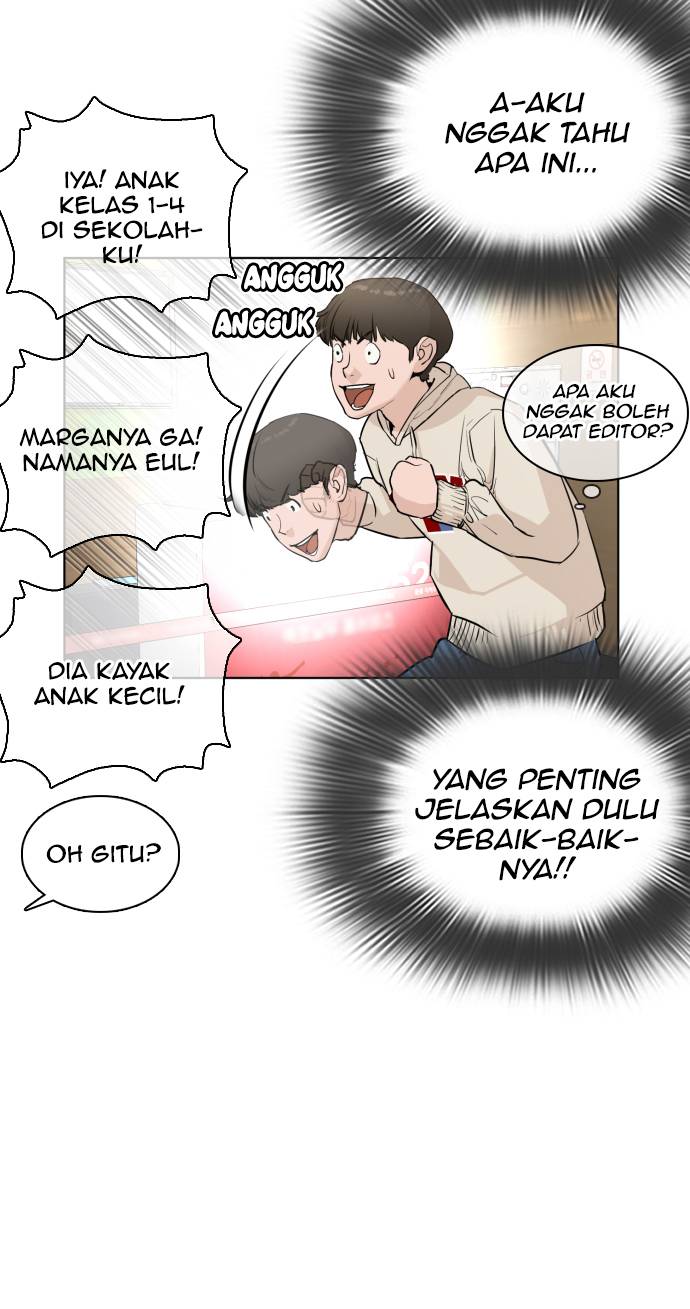 A-AKU
NGGAK TAHU
APA INI...
IYA! ANAK
KELAS 1-4
DI SEKOLAH-
KU!
ANGGUK
ANGGUK
APA AKU
NGGAK BOLEH
DAPAT EDITOR?
MARGANYA GA!
NAMANYA EUL!
DIA KAYAK
ANAK KECIL!
YANG PENTING
JELASKAN DULU
SEBAIK-BAIK-
NYA!!
OH GITU?